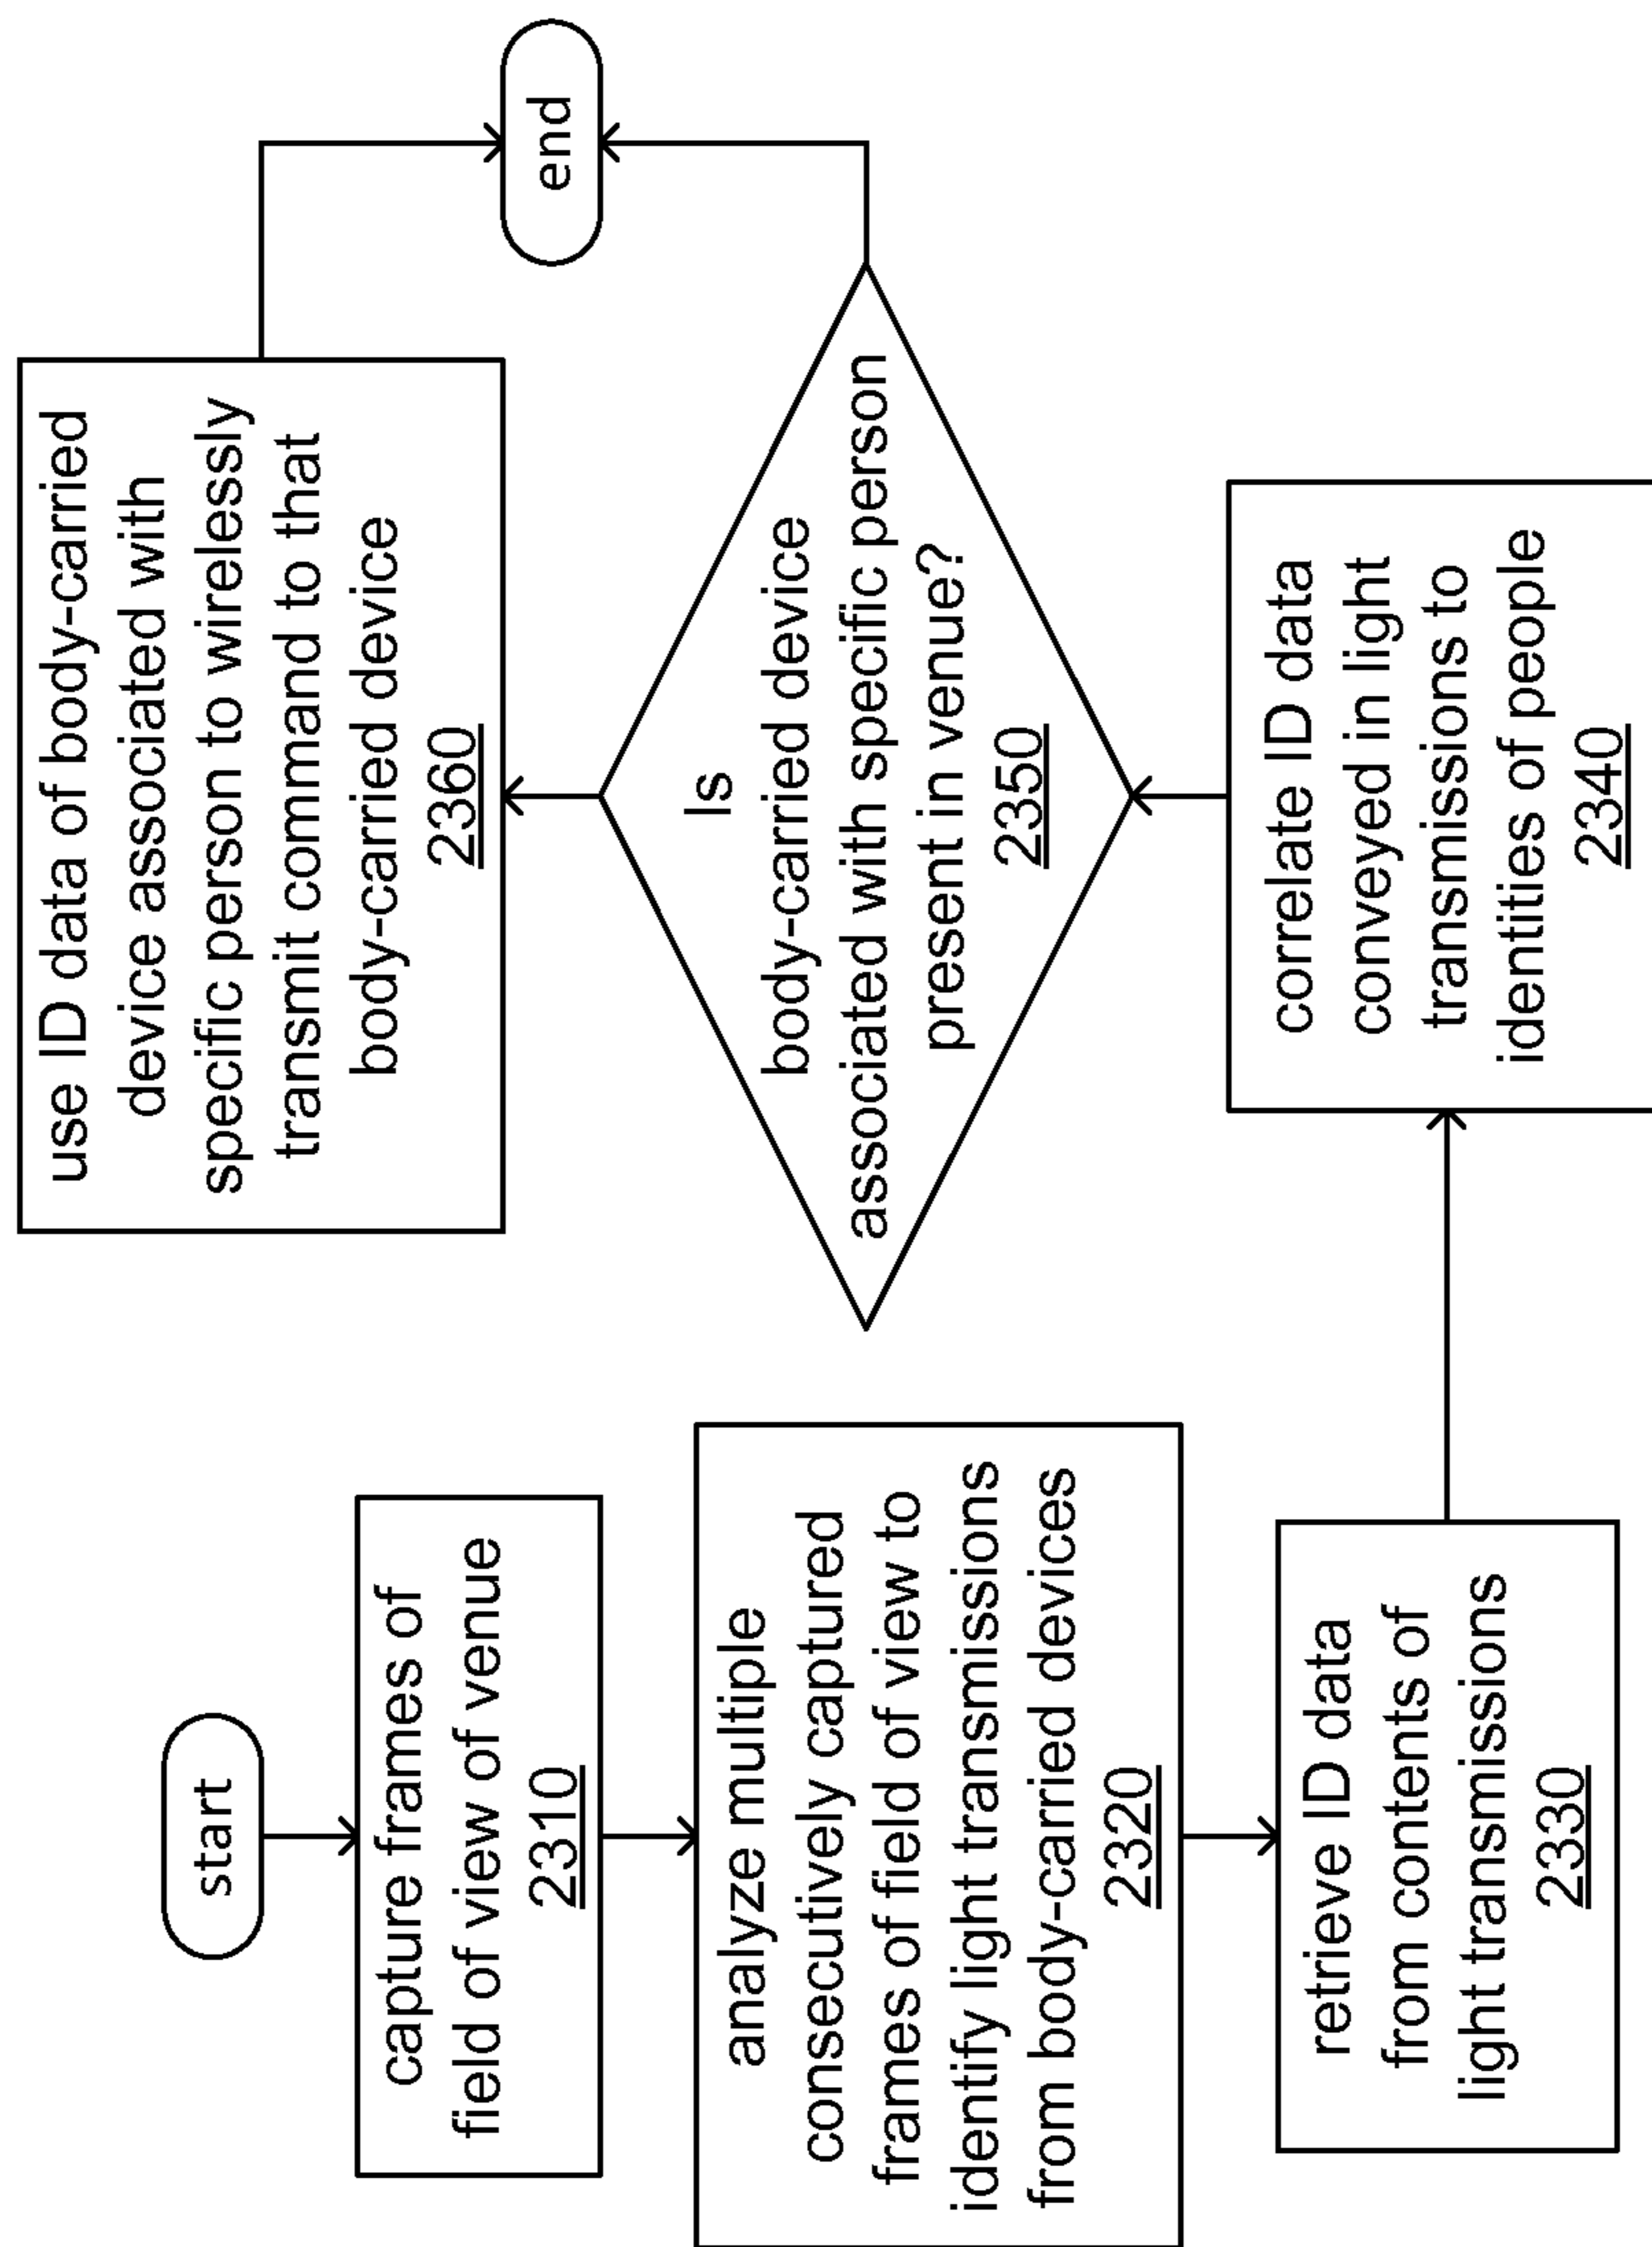 start
capture frames of
field of view of venue
2310
analyze multiple
consecutively captured
frames of field of view to
identify light transmissions
from body-carried devices
2320
retrieve ID data
from contents of
light transmissions
2330
correlate ID data
conveyed in light
transmissions to
identities of people
2340
Is
body-carried device
associated with specific person
present in venue?
2350
use ID data of body-carried
device associated with
specific person to wirelessly
transmit command to that
body-carried device
2360
end